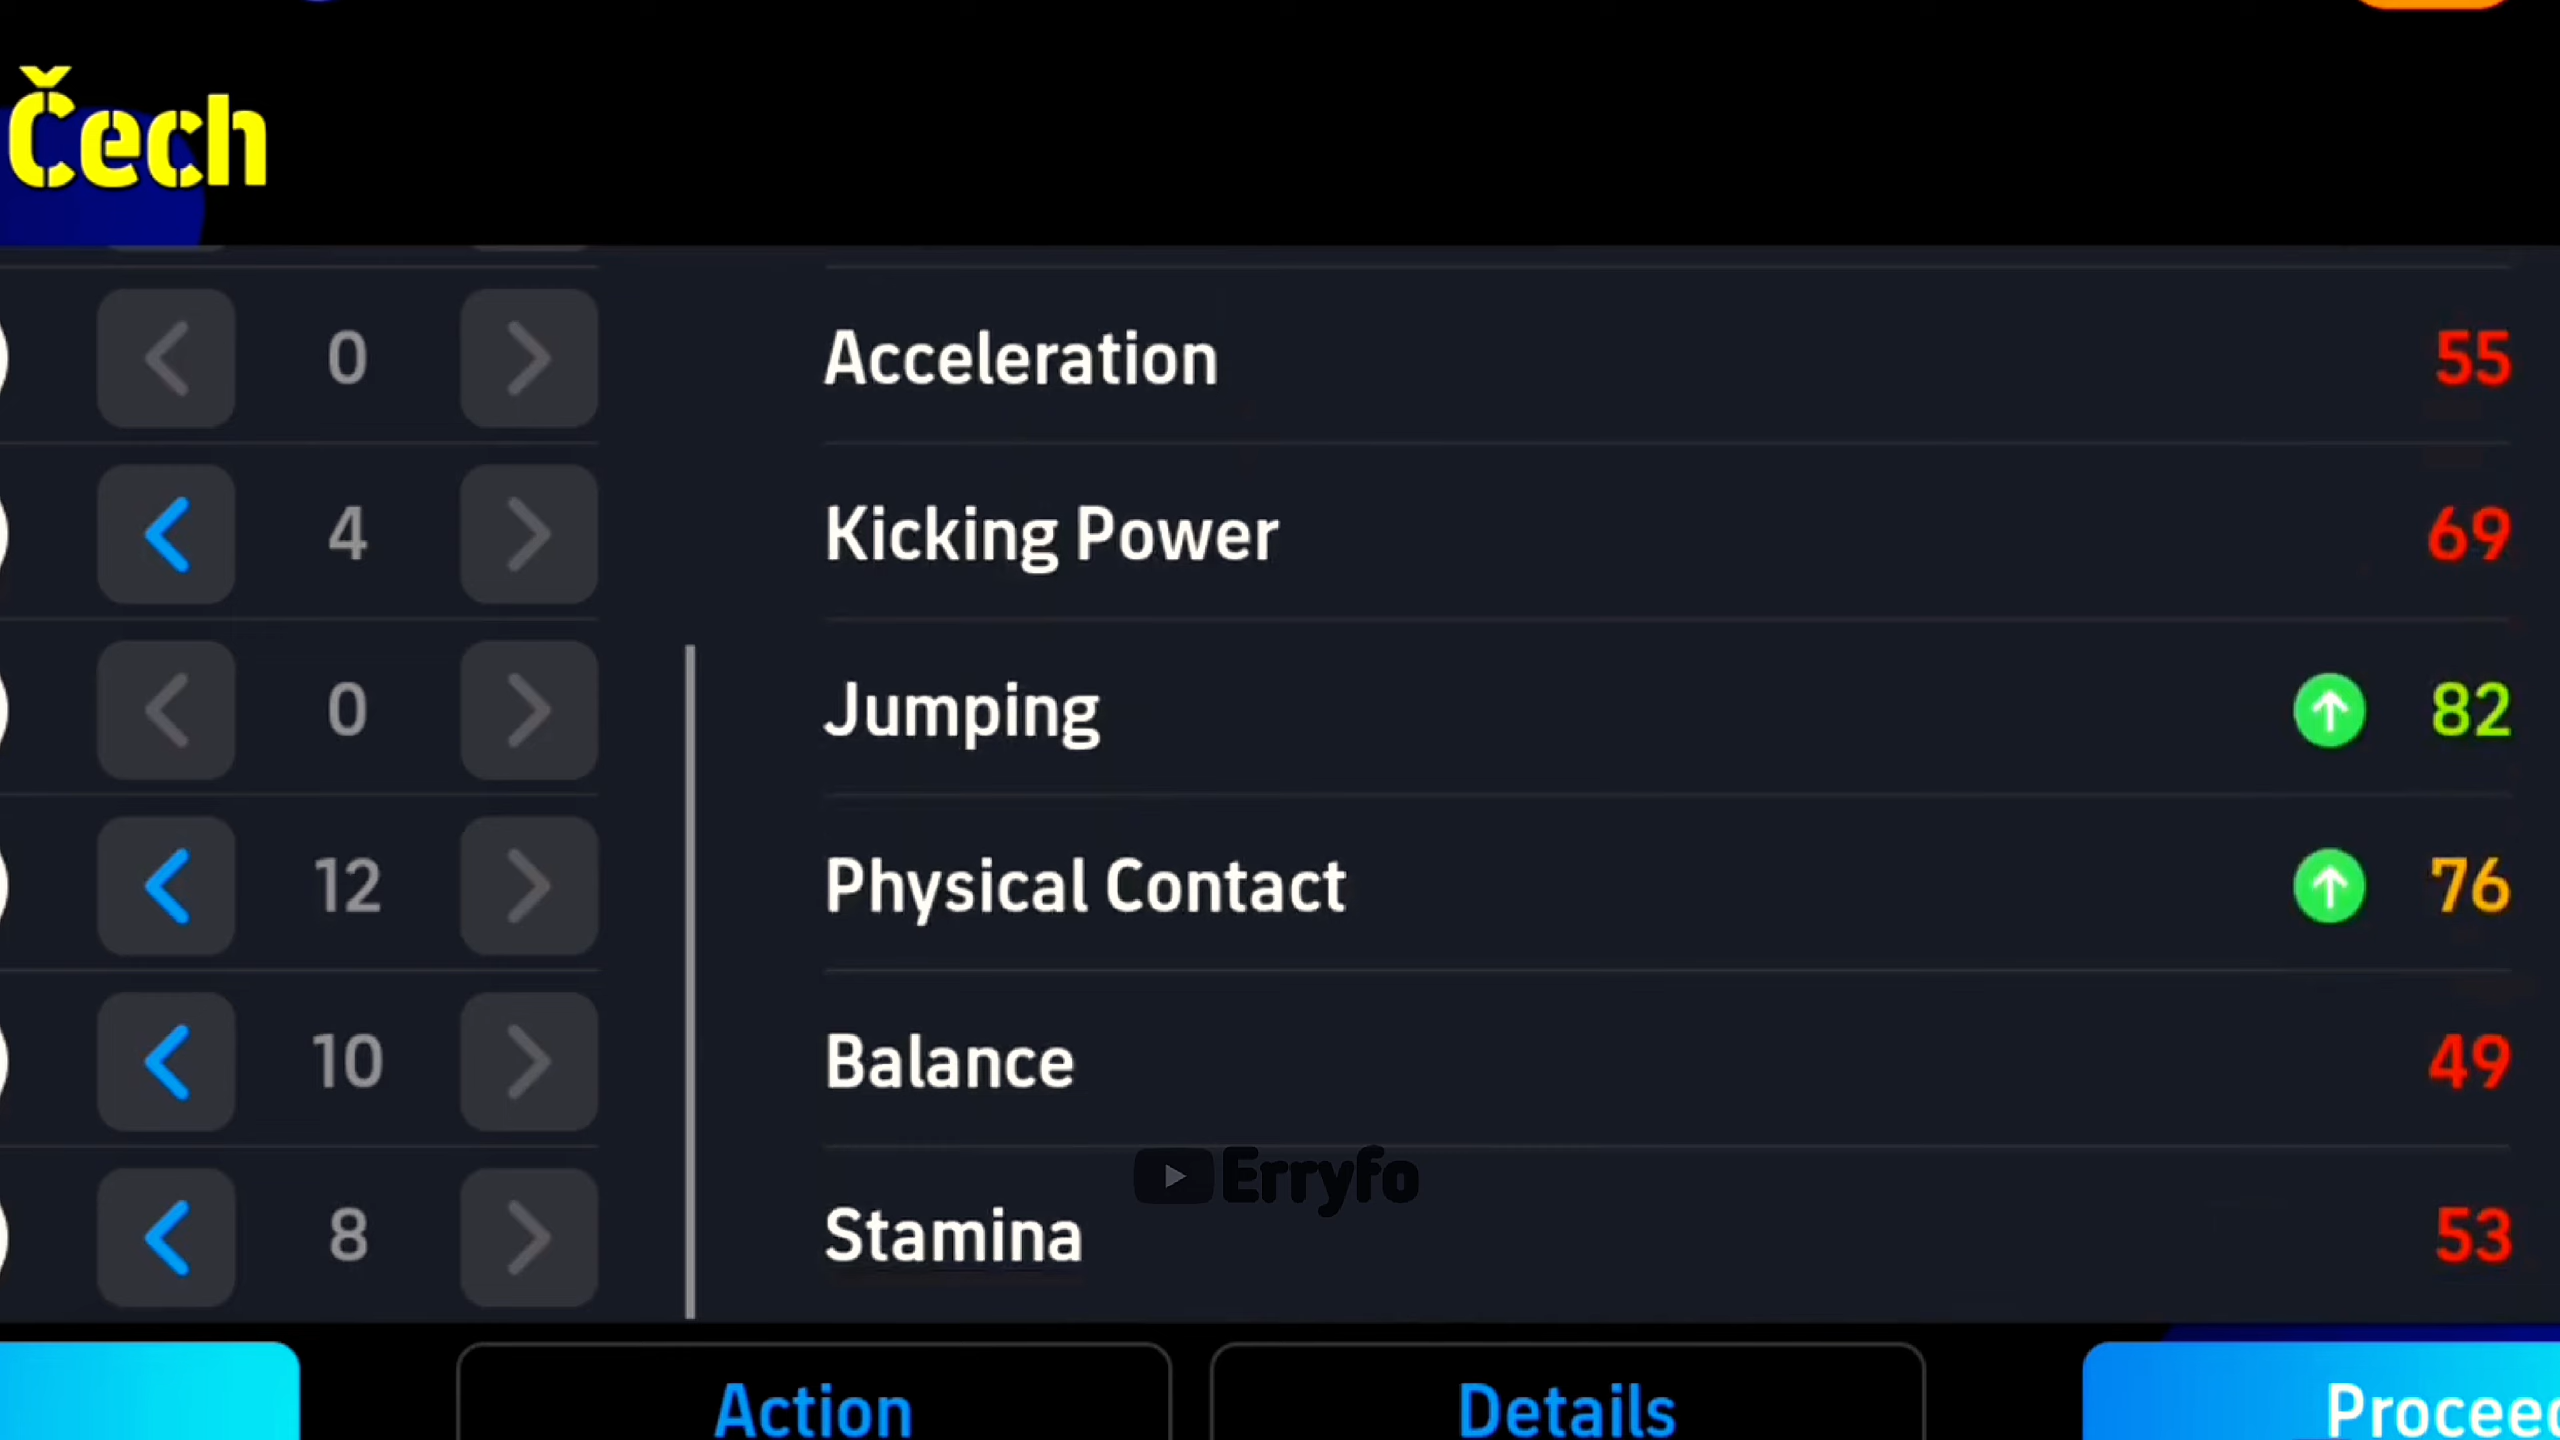 Čech
0 Acceleration 55
4 Kicking Power 69
0 Jumping 82
12 Physical Contact 76
10 Balance 49
Erryfo
8 Stamina 53
Action Details